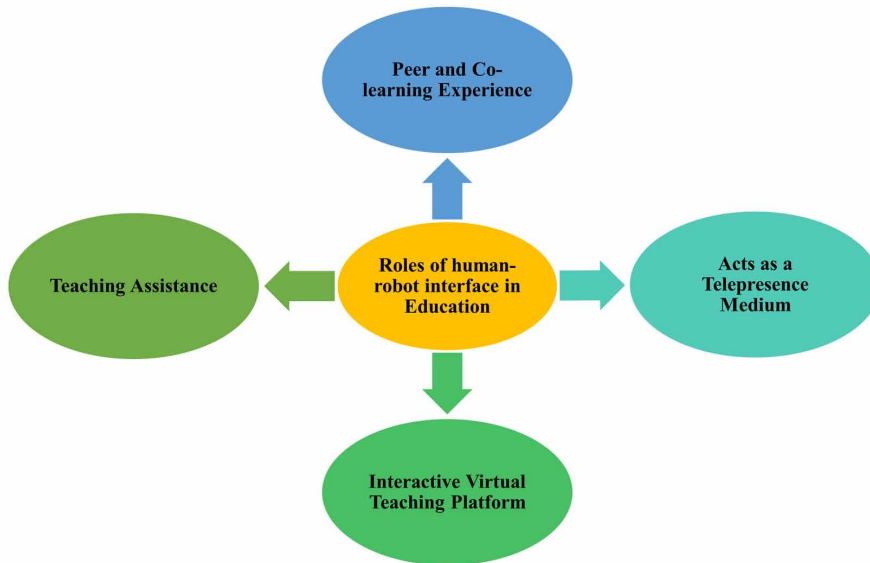 Peer and Co-
learning Experience
Teaching Assistance
Roles of human-
robot interface in
Education
Acts as a
Telepresence
Medium
Interactive Virtual
Teaching Platform